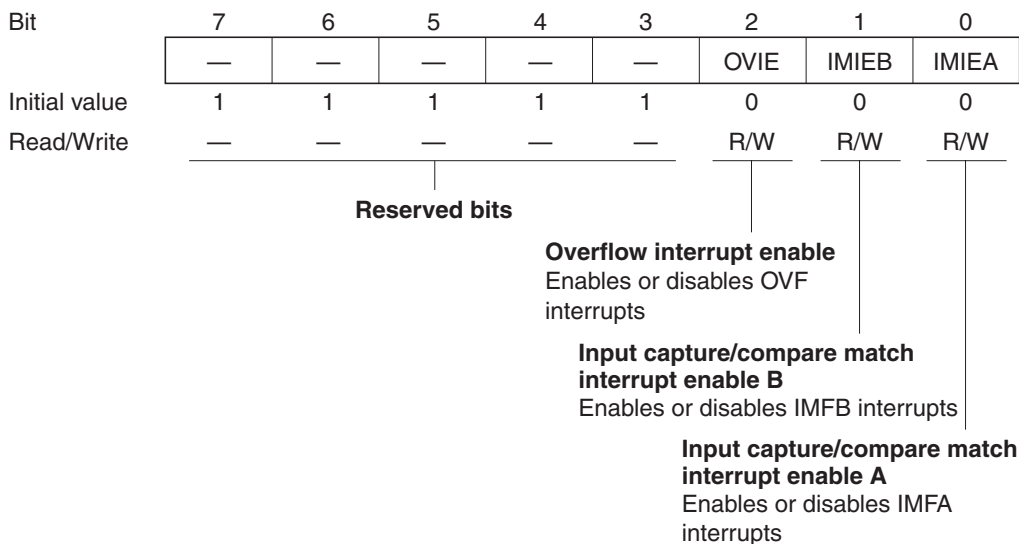 Bit 7 6 5 4 3 2 1 0
— — — — — OVIE IMIEB IMIEA
Initial value 1 1 1 1 1 0 0 0
Read/Write — — — — — R/W R/W R/W
Reserved bits
Overflow interrupt enable
Enables or disables OVF
interrupts
Input capture/compare match
interrupt enable B
Enables or disables IMFB interrupts
Input capture/compare match
interrupt enable A
Enables or disables IMFA
interrupts